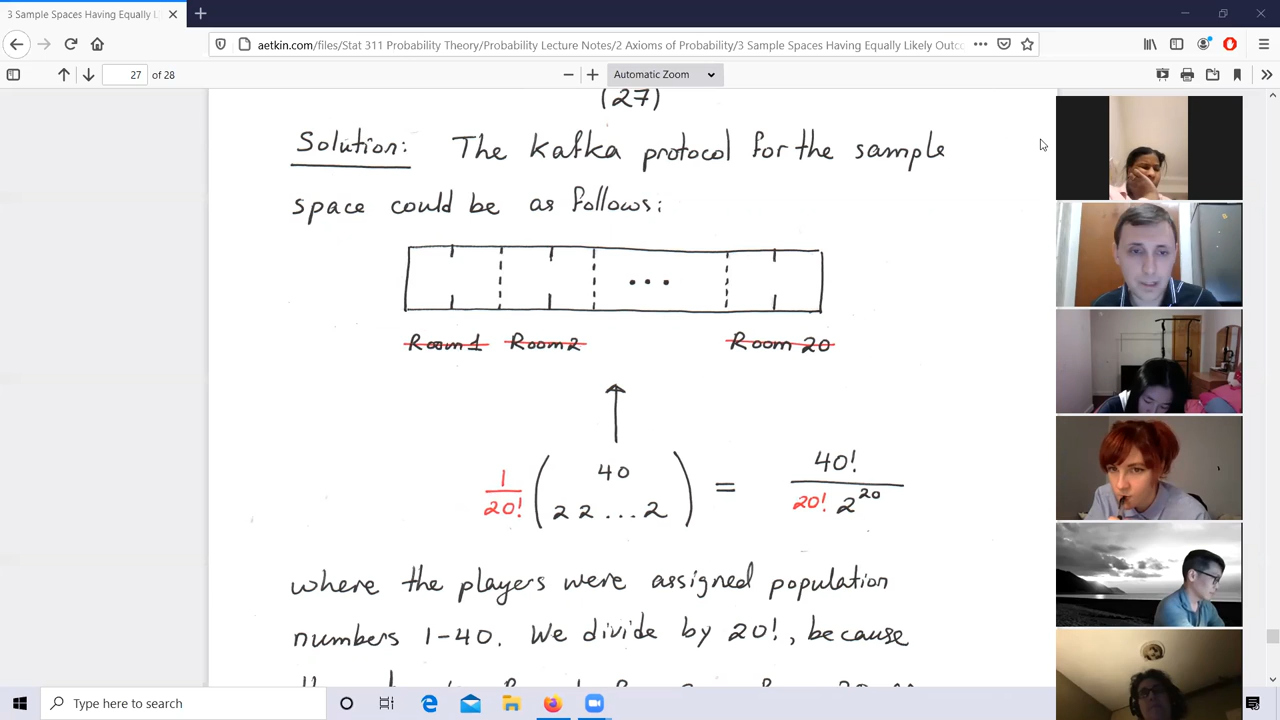 3 Sample Spaces Having Equally Li
aetkin.com/files/Stat 311 Probability Theory/Probability Lecture Notes/2 Axioms of Probability/3 Sample Spaces Having Equally Likely Outco
27 of 28
Automatic Zoom
(27)
Solution: The Kafka protocol for the sample
space could be as follows:
...
Room 1 Room 2 Room 20
1/20! (40 / 2 2 ... 2) = 40! / 20! 2^20
where the players were assigned population
numbers 1-40. We divide by 20!, because
Type here to search